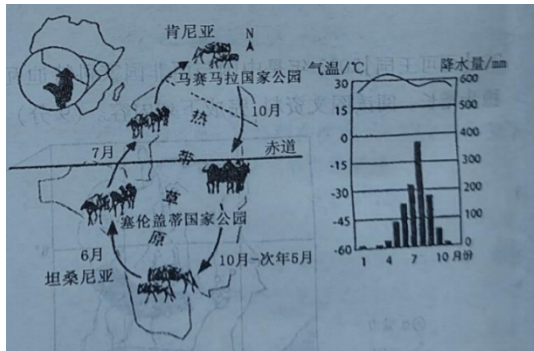 肯尼亚
N
马赛马拉国家公园
10月
热
带
草
原
7月
赤道
塞伦盖蒂国家公园
6月
坦桑尼亚
10月-次年5月
气温/℃
降水量/mm
30
15
0
-15
-30
-45
-60
600
500
400
300
200
100
0
1 4 7 10 月份